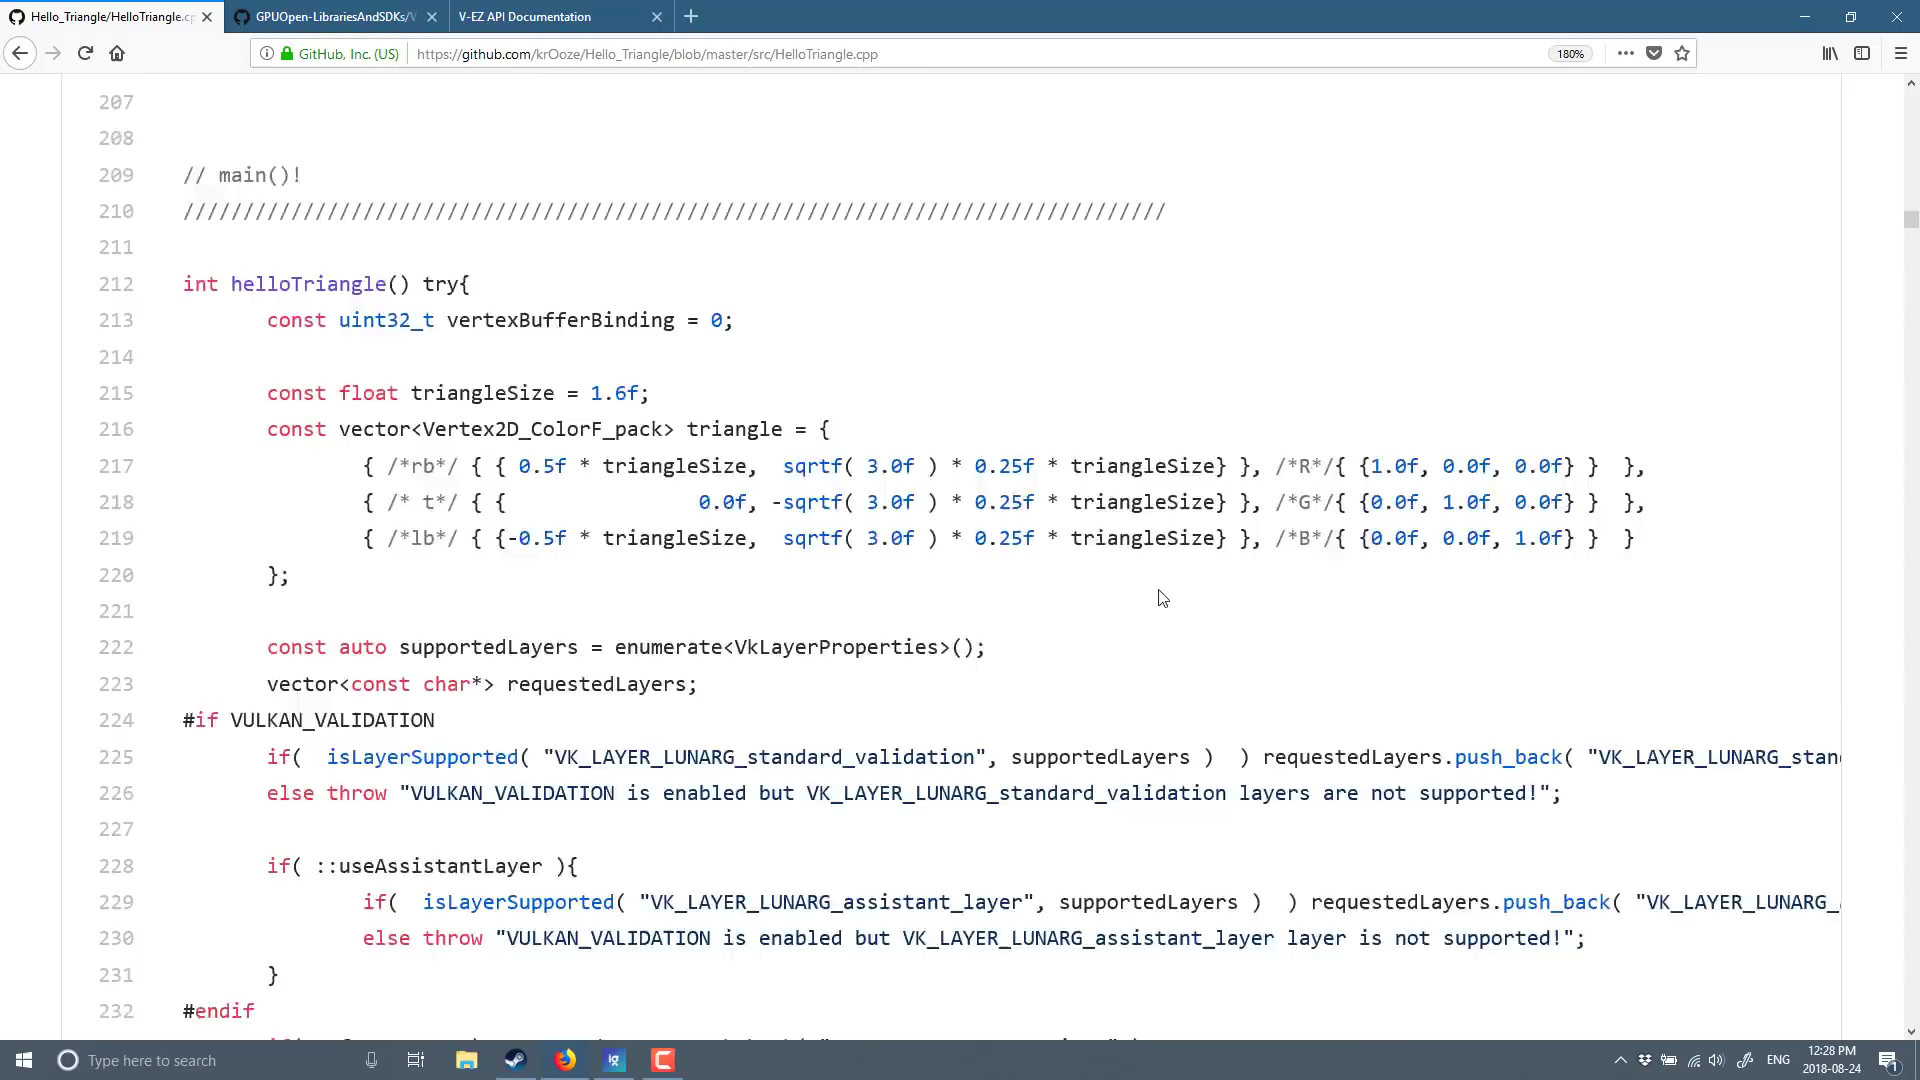 Hello_Triangle/HelloTriangle.cp
GPUOpen-LibrariesAndSDKs/V
V-EZ API Documentation
GitHub, Inc. (US)
https://github.com/krOoze/Hello_Triangle/blob/master/src/HelloTriangle.cpp
180%
207
208
209 // main()!
210 //////////////////////////////////////////////////////////////////////////////////
211
212 int helloTriangle() try{
213 const uint32_t vertexBufferBinding = 0;
214
215 const float triangleSize = 1.6f;
216 const vector<Vertex2D_ColorF_pack> triangle = {
217 { /*rb*/ { { 0.5f * triangleSize,  sqrtf( 3.0f ) * 0.25f * triangleSize} }, /*R*/{ {1.0f, 0.0f, 0.0f} }  },
218 { /* t*/ { {                0.0f, -sqrtf( 3.0f ) * 0.25f * triangleSize} }, /*G*/{ {0.0f, 1.0f, 0.0f} }  },
219 { /*lb*/ { {-0.5f * triangleSize,  sqrtf( 3.0f ) * 0.25f * triangleSize} }, /*B*/{ {0.0f, 0.0f, 1.0f} }  }
220 };
221
222 const auto supportedLayers = enumerate<VkLayerProperties>();
223 vector<const char*> requestedLayers;
224 #if VULKAN_VALIDATION
225 if(  isLayerSupported( "VK_LAYER_LUNARG_standard_validation", supportedLayers )  ) requestedLayers.push_back( "VK_LAYER_LUNARG_stan
226 else throw "VULKAN_VALIDATION is enabled but VK_LAYER_LUNARG_standard_validation layers are not supported!";
227
228 if( ::useAssistantLayer ){
229 if(  isLayerSupported( "VK_LAYER_LUNARG_assistant_layer", supportedLayers )  ) requestedLayers.push_back( "VK_LAYER_LUNARG_
230 else throw "VULKAN_VALIDATION is enabled but VK_LAYER_LUNARG_assistant_layer layer is not supported!";
231 }
232 #endif
Type here to search
ENG
12:28 PM
2018-08-24